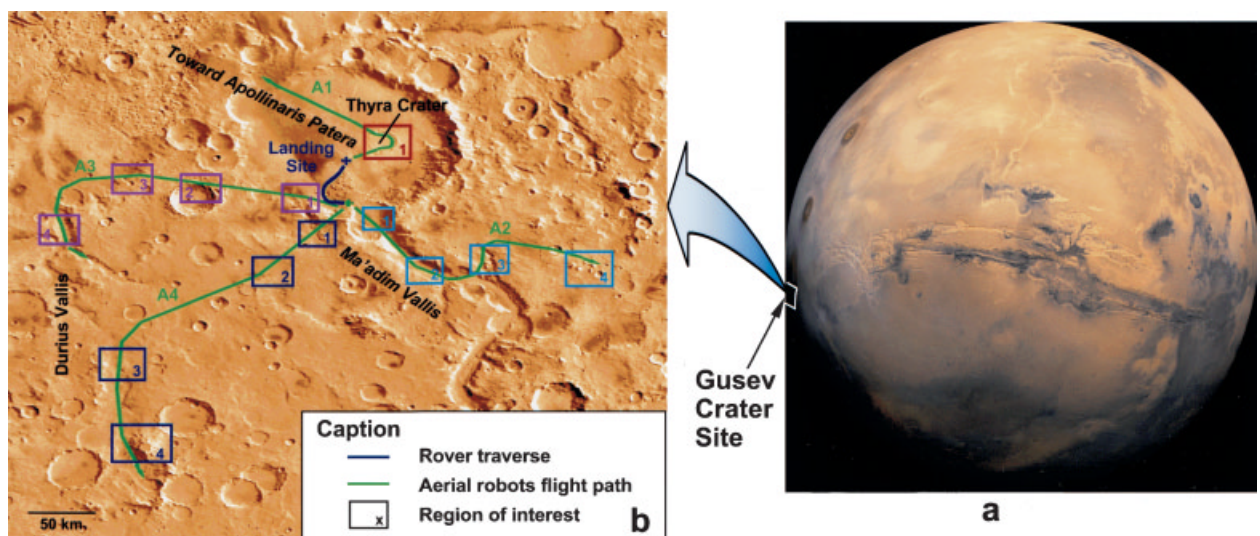 Toward Apollinaris Patera
A1
Thyra Crater
1
Landing
Site
A3
3
2
1
4
1
A2
2
3
4
Ma'adim Vallis
1
2
A4
Durius Vallis
3
4
50 km
Caption
Rover traverse
Aerial robots flight path
x
Region of interest
b
Gusev
Crater
Site
a